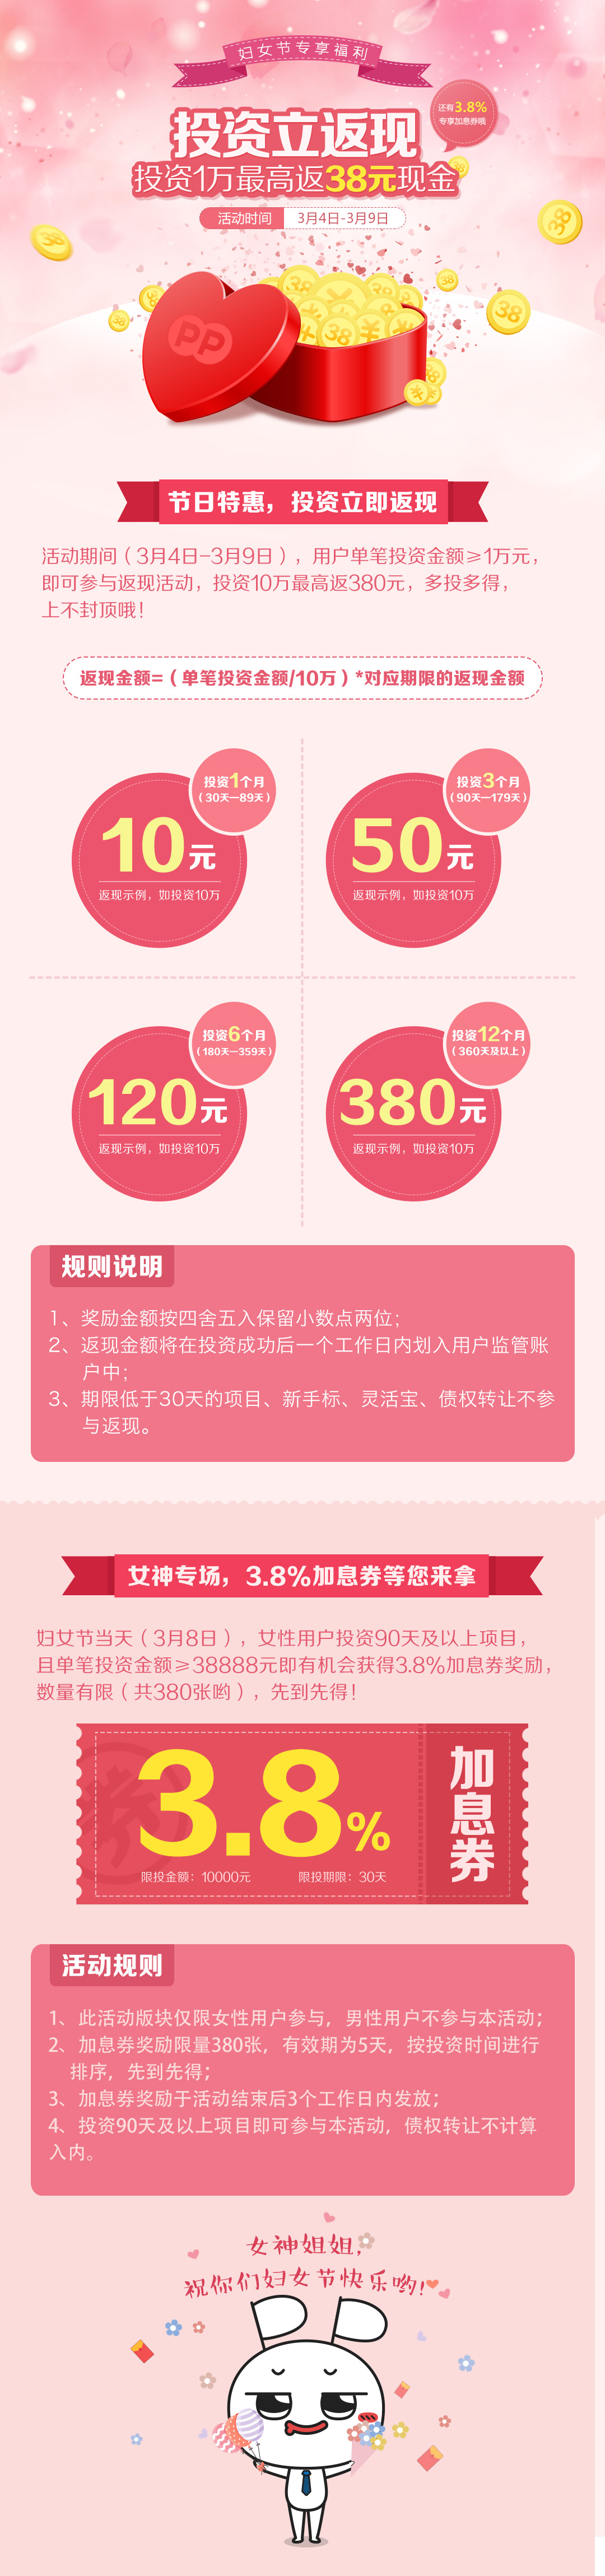 妇女节专享福利
还有3.8%
专享加息券哦
投资立返现
投资1万最高返38元现金
活动时间 3月4日-3月9日
38
38
38
38
38
38
38
PP
节日特惠，投资立即返现
活动期间（3月4日-3月9日），用户单笔投资金额≥1万元，
即可参与返现活动，投资10万最高返380元，多投多得，
上不封顶哦！
返现金额=（单笔投资金额/10万）*对应期限的返现金额
投资1个月
（30天—89天）
10元
返现示例，如投资10万
投资3个月
（90天—179天）
50元
返现示例，如投资10万
投资6个月
（180天—359天）
120元
返现示例，如投资10万
投资12个月
（360天及以上）
380元
返现示例，如投资10万
规则说明
1、奖励金额按四舍五入保留小数点两位；
2、返现金额将在投资成功后一个工作日内划入用户监管账
户中；
3、期限低于30天的项目、新手标、灵活宝、债权转让不参
与返现。
女神专场，3.8%加息券等您来拿
妇女节当天（3月8日），女性用户投资90天及以上项目，
且单笔投资金额≥38888元即有机会获得3.8%加息券奖励，
数量有限（共380张哟），先到先得！
券
3.8%
加息券
限投金额：10000元 限投期限：30天
活动规则
1、此活动版块仅限女性用户参与，男性用户不参与本活动；
2、加息券奖励限量380张，有效期为5天，按投资时间进行
排序，先到先得；
3、加息券奖励于活动结束后3个工作日内发放；
4、投资90天及以上项目即可参与本活动，债权转让不计算
入内。
女神姐姐，
祝你们妇女节快乐哟！